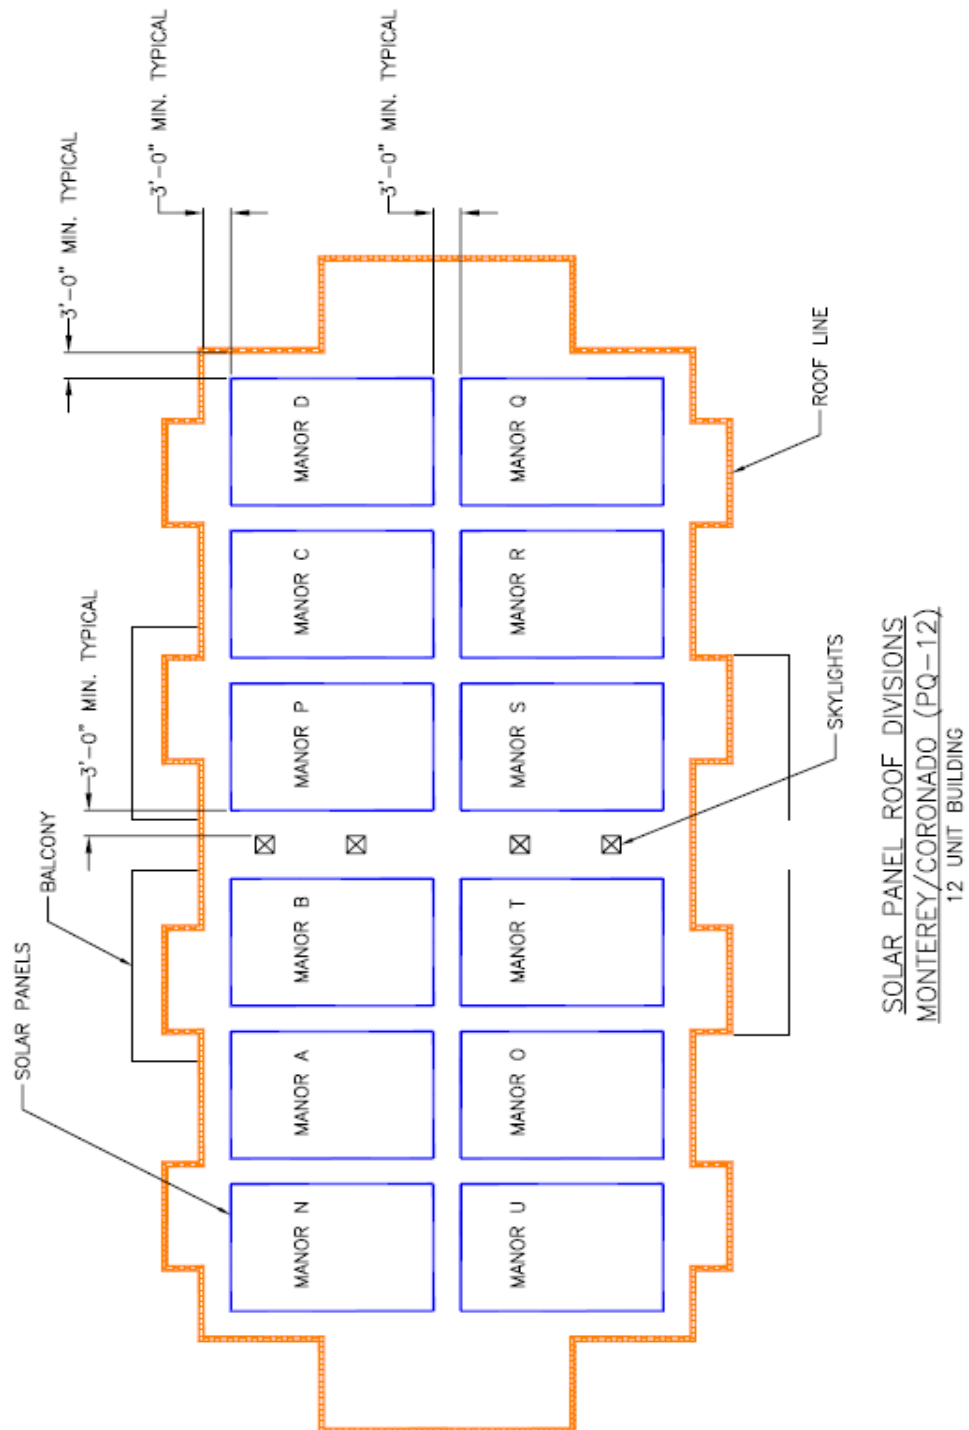 SOLAR PANELS
BALCONY
3'-0" MIN. TYPICAL
3'-0" MIN. TYPICAL
3'-0" MIN. TYPICAL
3'-0" MIN. TYPICAL
MANOR N
MANOR A
MANOR B
MANOR P
MANOR C
MANOR D
MANOR U
MANOR O
MANOR T
MANOR S
MANOR R
MANOR Q
SKYLIGHTS
ROOF LINE
SOLAR PANEL ROOF DIVISIONS
MONTEREY/CORONADO (PQ-12)
12 UNIT BUILDING